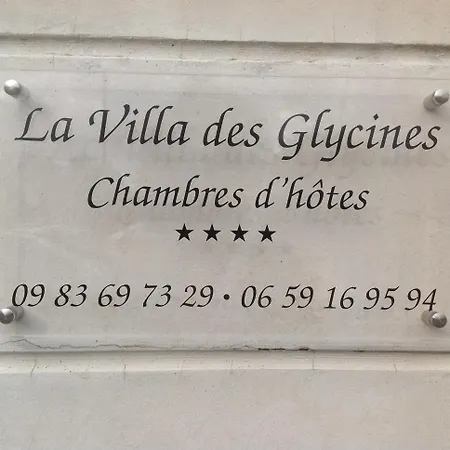 La Villa des Glycines
Chambres d'hôtes
★★★★
09 83 69 73 29 • 06 59 16 95 94